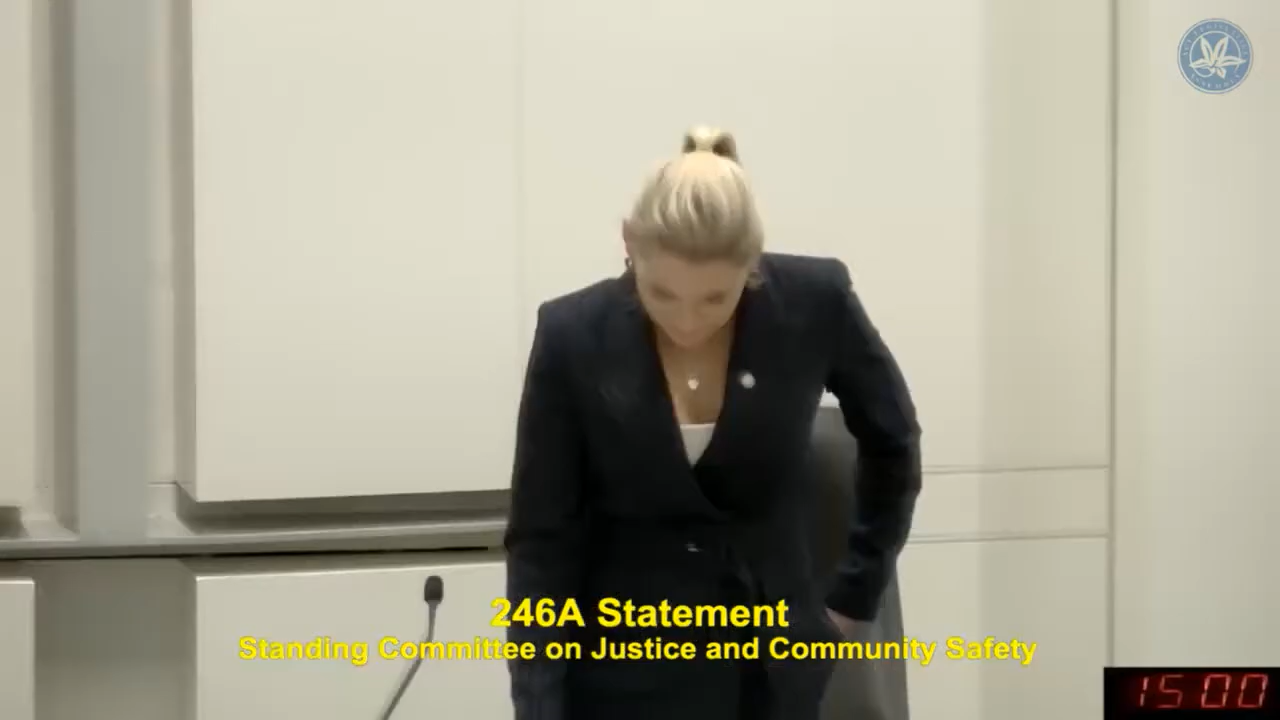 246A Statement
Standing Committee on Justice and Community Safety
15 00